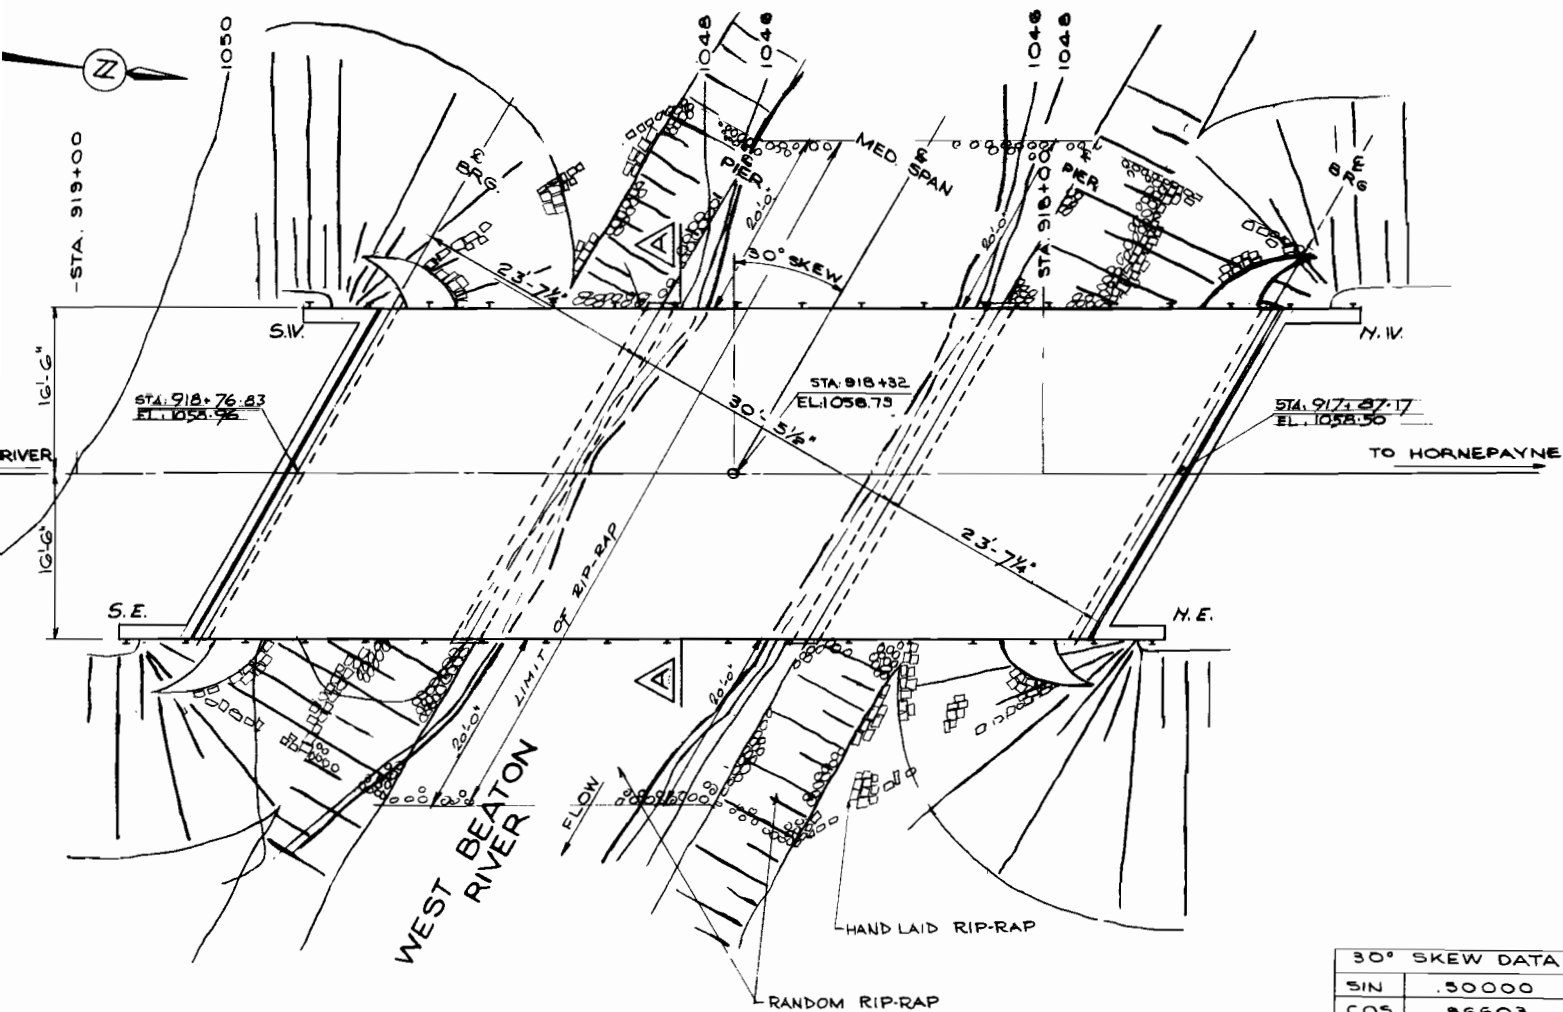 1050
1048
1046
1046
1048
N
-STA. 919+00
℄
BRG.
℄
PIER
MED. SPAN
℄
STA. 918+00
℄
PIER
℄
BRG
20'-0"
20'-0"
A
30° SKEW
23'-7¼"
S.W.
N.W.
16'-6"
STA. 918+76.83
EL. 1058.96
STA. 918+32
EL. 1058.73
30'-5⅛"
STA. 917+87.17
EL. 1058.50
RIVER
TO HORNEPAYNE
16'-6"
23'-7¼"
LIMIT OF RIP-RAP
S.E.
N.E.
A
20'-0"
20'-0"
WEST BEATON
RIVER
FLOW
HAND LAID RIP-RAP
RANDOM RIP-RAP
30° SKEW DATA
SIN .50000
COS .86603